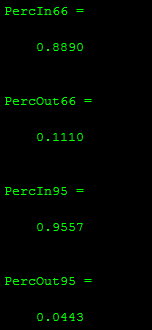 PercIn66 =
0.8890
PercOut66 =
0.1110
PercIn95 =
0.9557
PercOut95 =
0.0443